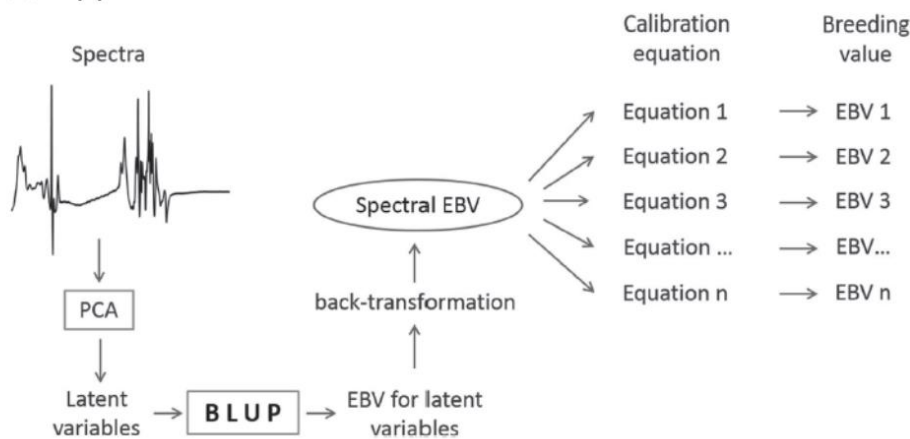 Spectra
Calibration
equation
Breeding
value
Equation 1
EBV 1
Equation 2
EBV 2
Spectral EBV
Equation 3
EBV 3
Equation ...
EBV...
Equation n
EBV n
back-transformation
PCA
Latent
variables
BLUP
EBV for latent
variables